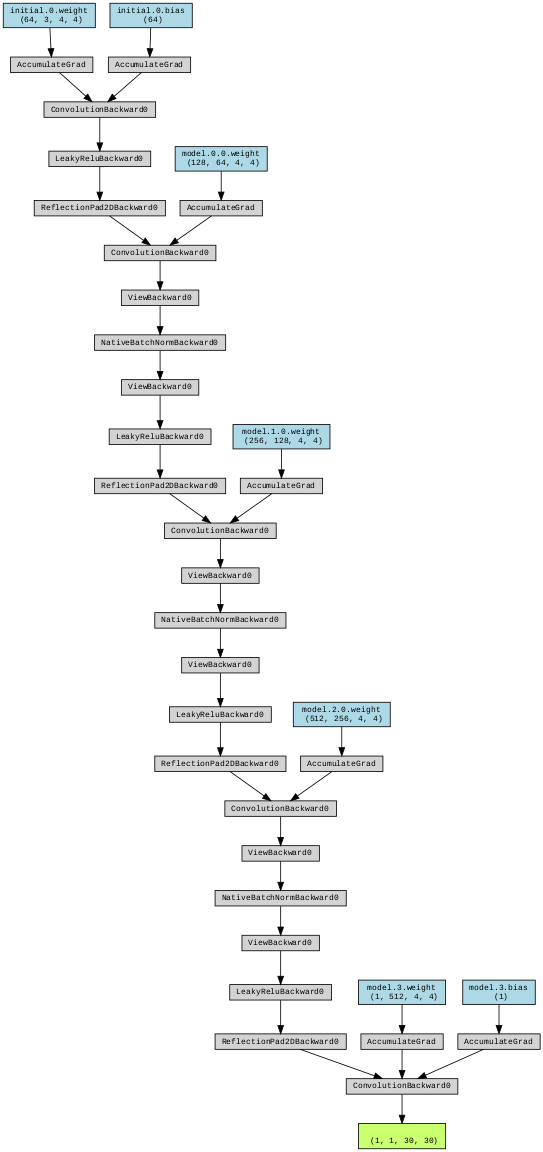 initial.0.weight
(64, 3, 4, 4)
initial.0.bias
(64)
AccumulateGrad
AccumulateGrad
ConvolutionBackward0
LeakyReluBackward0
model.0.0.weight
(128, 64, 4, 4)
ReflectionPad2DBackward0
AccumulateGrad
ConvolutionBackward0
ViewBackward0
NativeBatchNormBackward0
ViewBackward0
LeakyReluBackward0
model.1.0.weight
(256, 128, 4, 4)
ReflectionPad2DBackward0
AccumulateGrad
ConvolutionBackward0
ViewBackward0
NativeBatchNormBackward0
ViewBackward0
LeakyReluBackward0
model.2.0.weight
(512, 256, 4, 4)
ReflectionPad2DBackward0
AccumulateGrad
ConvolutionBackward0
ViewBackward0
NativeBatchNormBackward0
ViewBackward0
LeakyReluBackward0
model.3.weight
(1, 512, 4, 4)
model.3.bias
(1)
ReflectionPad2DBackward0
AccumulateGrad
AccumulateGrad
ConvolutionBackward0
(1, 1, 30, 30)